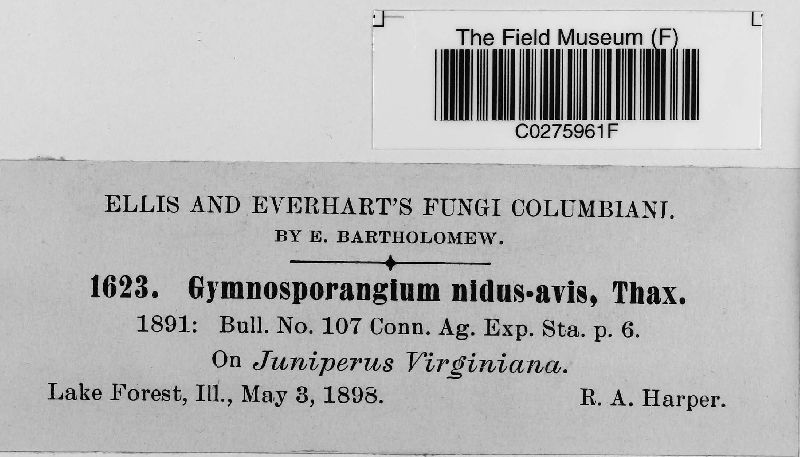 The Field Museum (F)
C0275961F
ELLIS AND EVERHART'S FUNGI COLUMBIANI.
BY E. BARTHOLOMEW.
1623. Gymnosporangium nidus-avis, Thax.
1891: Bull. No. 107 Conn. Ag. Exp. Sta. p. 6.
On Juniperus Virginiana.
Lake Forest, Ill., May 3, 1898. R. A. Harper.